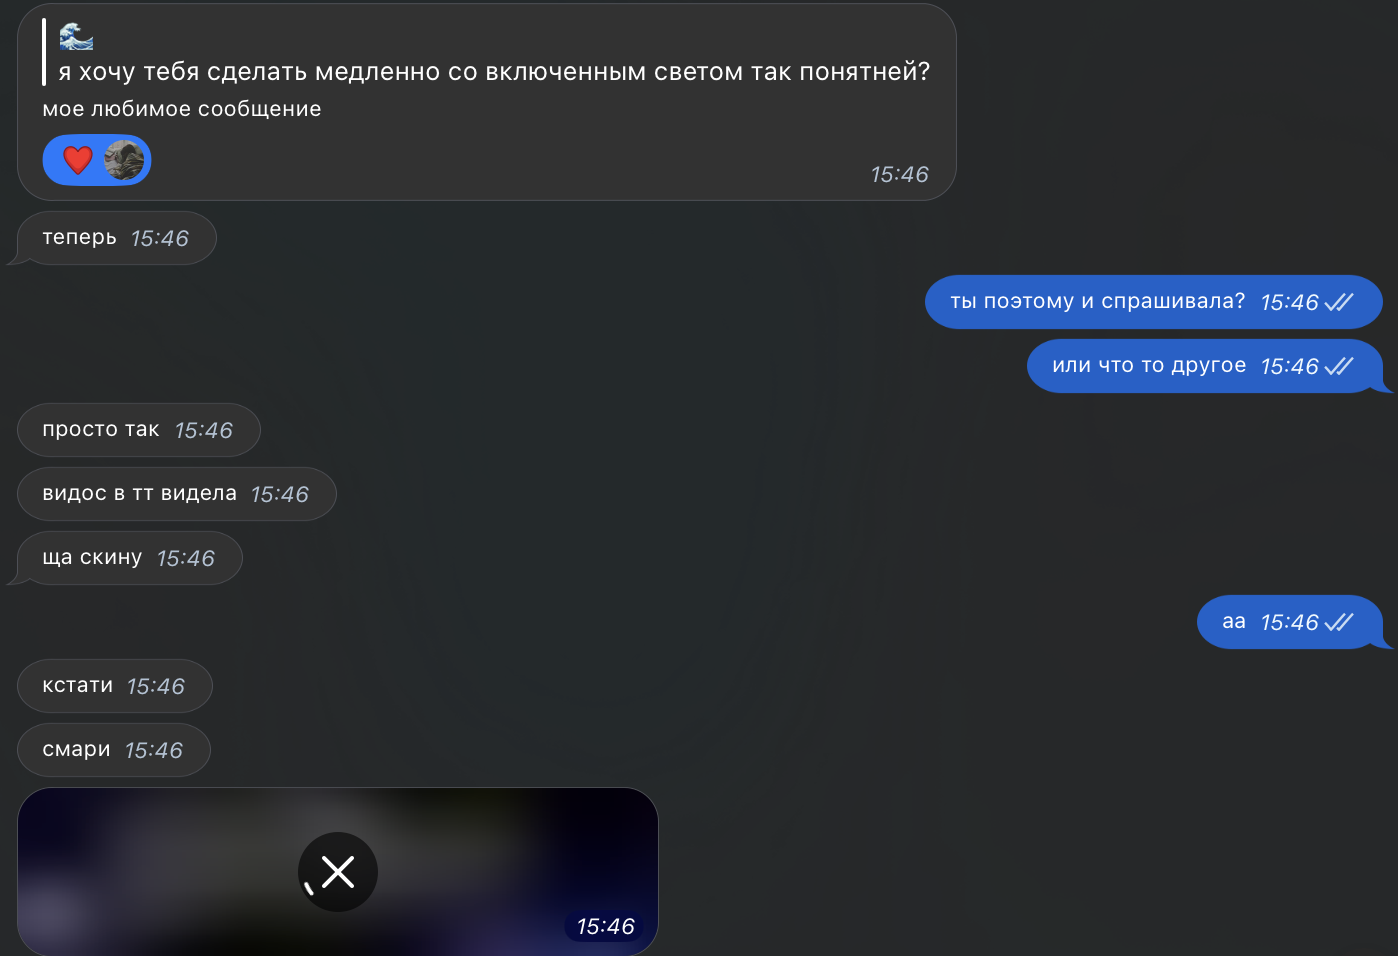 🌊
я хочу тебя сделать медленно со включенным светом так понятней?
мое любимое сообщение
❤️ 15:46
теперь 15:46
ты поэтому и спрашивала? 15:46
или что то другое 15:46
просто так 15:46
видос в тт видела 15:46
ща скину 15:46
аа 15:46
кстати 15:46
смари 15:46
15:46